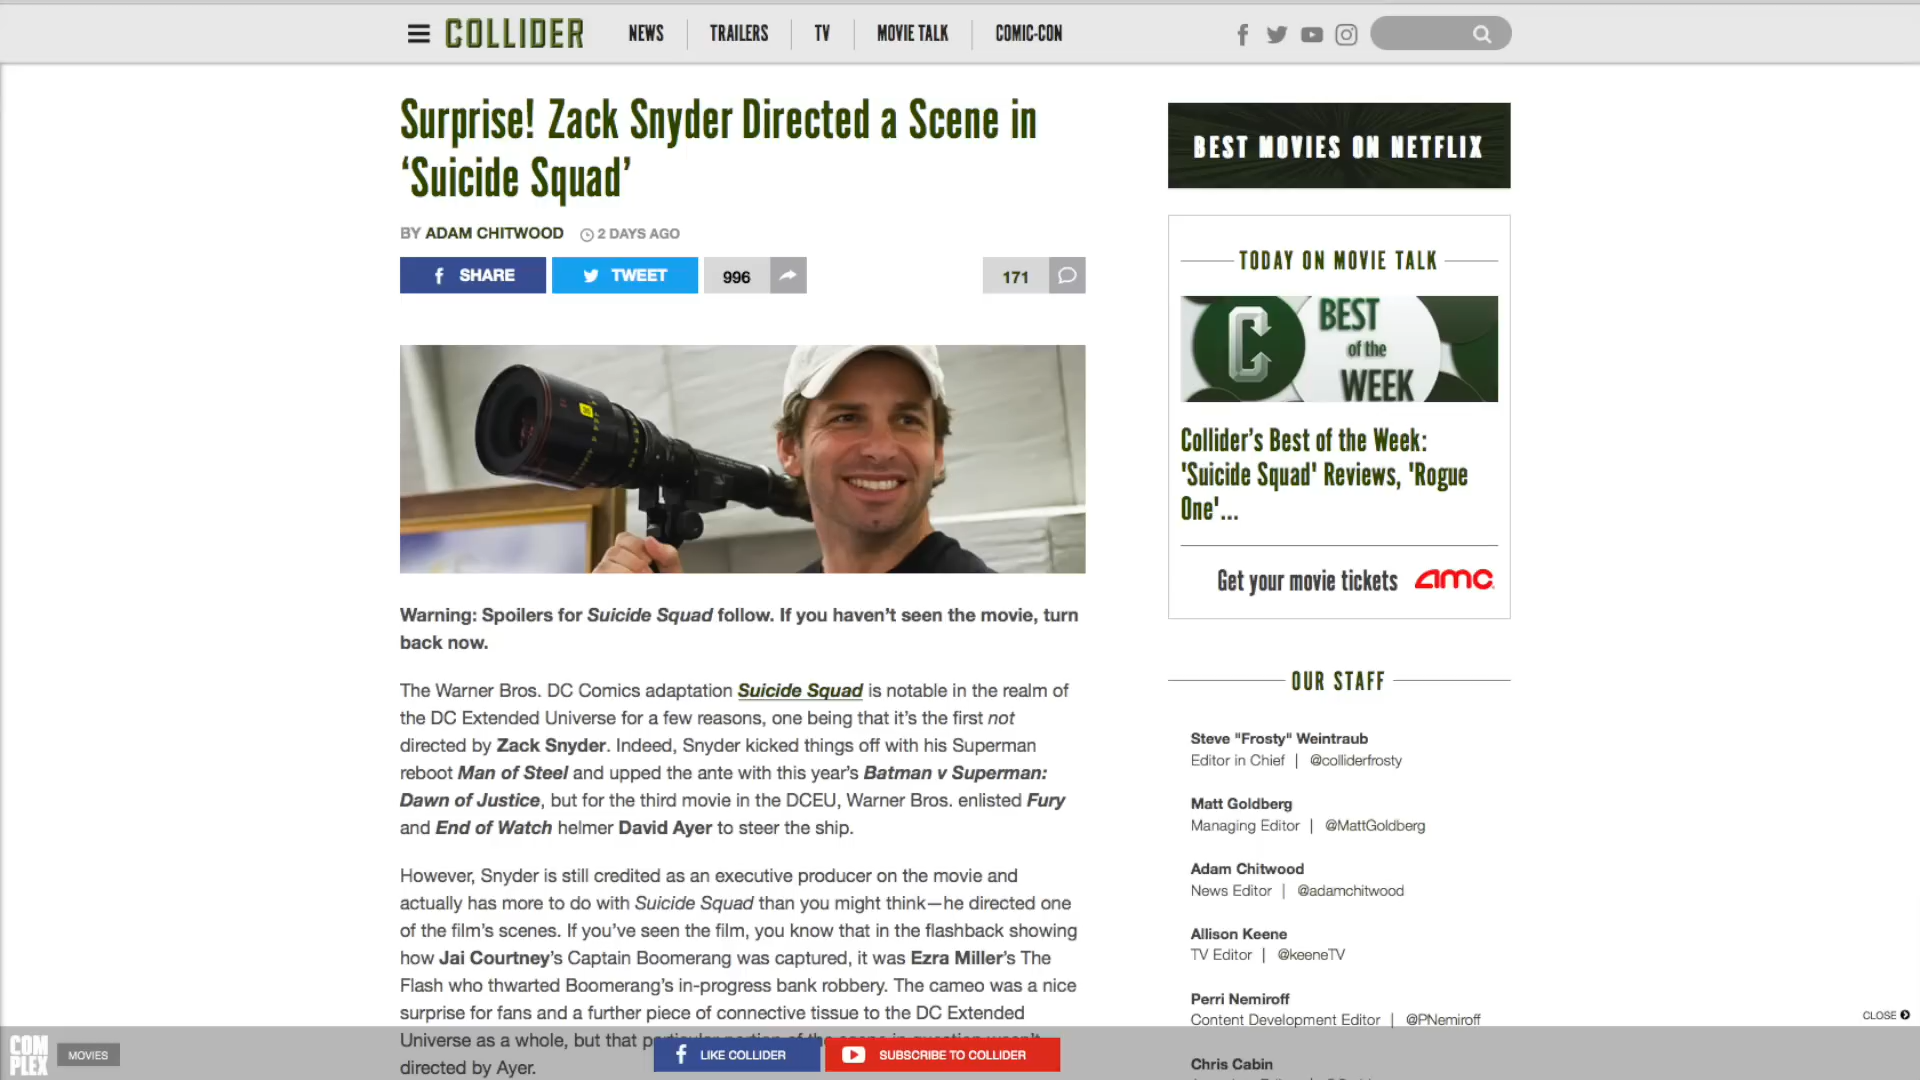 COLLIDER
NEWS
TRAILERS
TV
MOVIE TALK
COMIC-CON
Surprise! Zack Snyder Directed a Scene in
‘Suicide Squad’
BY ADAM CHITWOOD 2 DAYS AGO
SHARE
TWEET
996
171
Warning: Spoilers for Suicide Squad follow. If you haven’t seen the movie, turn
back now.
The Warner Bros. DC Comics adaptation Suicide Squad is notable in the realm of
the DC Extended Universe for a few reasons, one being that it’s the first not
directed by Zack Snyder. Indeed, Snyder kicked things off with his Superman
reboot Man of Steel and upped the ante with this year’s Batman v Superman:
Dawn of Justice, but for the third movie in the DCEU, Warner Bros. enlisted Fury
and End of Watch helmer David Ayer to steer the ship.
However, Snyder is still credited as an executive producer on the movie and
actually has more to do with Suicide Squad than you might think—he directed one
of the film’s scenes. If you’ve seen the film, you know that in the flashback showing
how Jai Courtney’s Captain Boomerang was captured, it was Ezra Miller’s The
Flash who thwarted Boomerang’s in-progress bank robbery. The cameo was a nice
surprise for fans and a further piece of connective tissue to the DC Extended
Universe as a whole, but that particular portion of the scene in question wasn’t
directed by Ayer.
BEST MOVIES ON NETFLIX
TODAY ON MOVIE TALK
BEST
of the
WEEK
Collider’s Best of the Week:
'Suicide Squad' Reviews, 'Rogue
One'...
Get your movie tickets amc
OUR STAFF
Steve "Frosty" Weintraub
Editor in Chief | @colliderfrosty
Matt Goldberg
Managing Editor | @MattGoldberg
Adam Chitwood
News Editor | @adamchitwood
Allison Keene
TV Editor | @keeneTV
Perri Nemiroff
Content Development Editor | @PNemiroff
Chris Cabin
CLOSE
COM
PLEX
MOVIES
LIKE COLLIDER
SUBSCRIBE TO COLLIDER